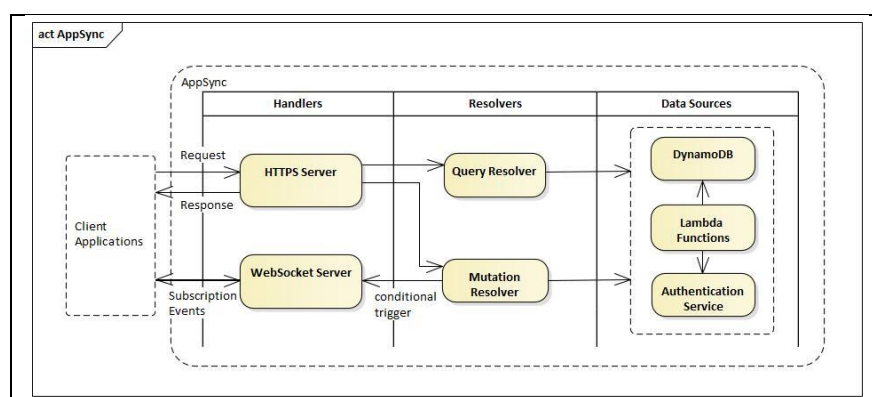 act AppSync
AppSync
Handlers
Resolvers
Data Sources
Request
HTTPS Server
Query Resolver
DynamoDB
Response
Client
Applications
Lambda
Functions
WebSocket Server
Mutation
Resolver
Subscription
Events
conditional
trigger
Authentication
Service